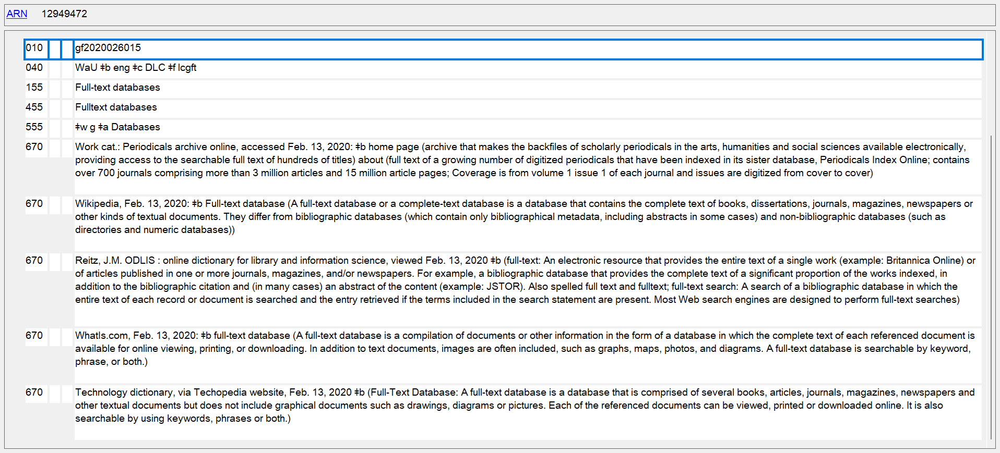 ARN 12949472
010 gf2020026015
040 WaU ǂb eng ǂc DLC ǂf lcgft
155 Full-text databases
455 Fulltext databases
555 ǂw g ǂa Databases
670 Work cat.: Periodicals archive online, accessed Feb. 13, 2020: ǂb home page (archive that makes the backfiles of scholarly periodicals in the arts, humanities and social sciences available electronically,
providing access to the searchable full text of hundreds of titles) about (full text of a growing number of digitized periodicals that have been indexed in its sister database, Periodicals Index Online; contains
over 700 journals comprising more than 3 million articles and 15 million article pages; Coverage is from volume 1 issue 1 of each journal and issues are digitized from cover to cover)
670 Wikipedia, Feb. 13, 2020: ǂb Full-text database (A full-text database or a complete-text database is a database that contains the complete text of books, dissertations, journals, magazines, newspapers or
other kinds of textual documents. They differ from bibliographic databases (which contain only bibliographical metadata, including abstracts in some cases) and non-bibliographic databases (such as
directories and numeric databases))
670 Reitz, J.M. ODLIS : online dictionary for library and information science, viewed Feb. 13, 2020 ǂb (full-text: An electronic resource that provides the entire text of a single work (example: Britannica Online) or
of articles published in one or more journals, magazines, and/or newspapers. For example, a bibliographic database that provides the complete text of a significant proportion of the works indexed, in
addition to the bibliographic citation and (in many cases) an abstract of the content (example: JSTOR). Also spelled full text and fulltext; full-text search: A search of a bibliographic database in which the
entire text of each record or document is searched and the entry retrieved if the terms included in the search statement are present. Most Web search engines are designed to perform full-text searches)
670 WhatIs.com, Feb. 13, 2020: ǂb full-text database (A full-text database is a compilation of documents or other information in the form of a database in which the complete text of each referenced document is
available for online viewing, printing, or downloading. In addition to text documents, images are often included, such as graphs, maps, photos, and diagrams. A full-text database is searchable by keyword,
phrase, or both.)
670 Technology dictionary, via Techopedia website, Feb. 13, 2020 ǂb (Full-Text Database: A full-text database is a database that is comprised of several books, articles, journals, magazines, newspapers and
other textual documents but does not include graphical documents such as drawings, diagrams or pictures. Each of the referenced documents can be viewed, printed or downloaded online. It is also
searchable by using keywords, phrases or both.)